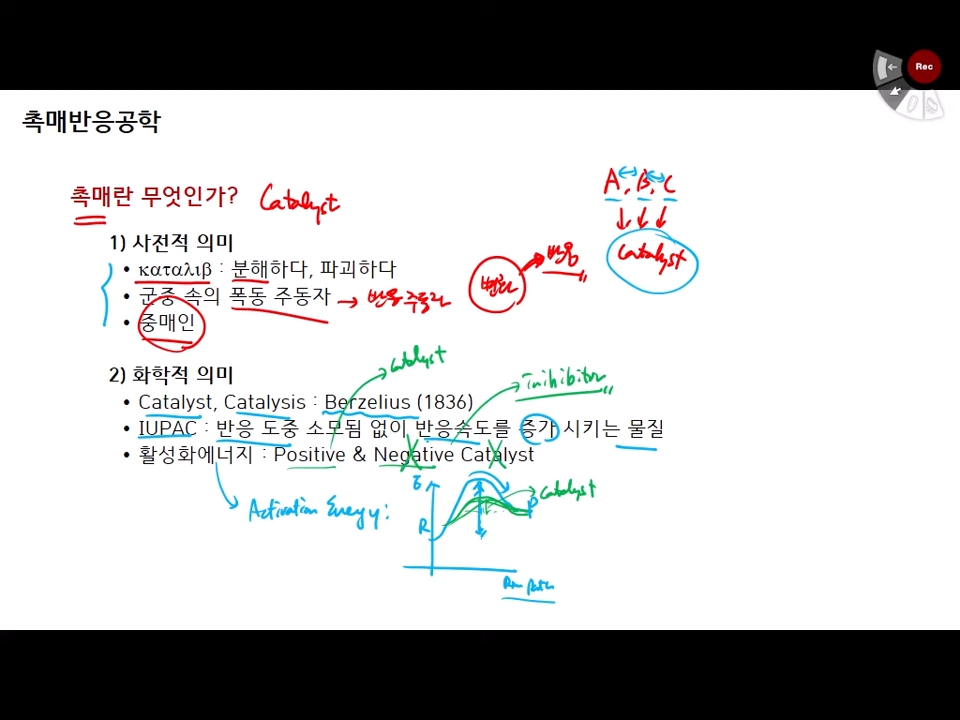 Rec
촉매반응공학
촉매란 무엇인가? Catalyst
A, B, C
Catalyst
1) 사전적 의미
• καταλιβ : 분해하다, 파괴하다
반응
• 군중 속의 폭동 주동자 → 반응주동자
• 중매인
Catalyst
2) 화학적 의미
Inhibitor
• Catalyst, Catalysis : Berzelius (1836)
• IUPAC : 반응 도중 소모됨 없이 반응속도를 증가 시키는 물질
• 활성화에너지 : Positive & Negative Catalyst
E
Catalyst
Activation Energy:
R
P
Rxn path